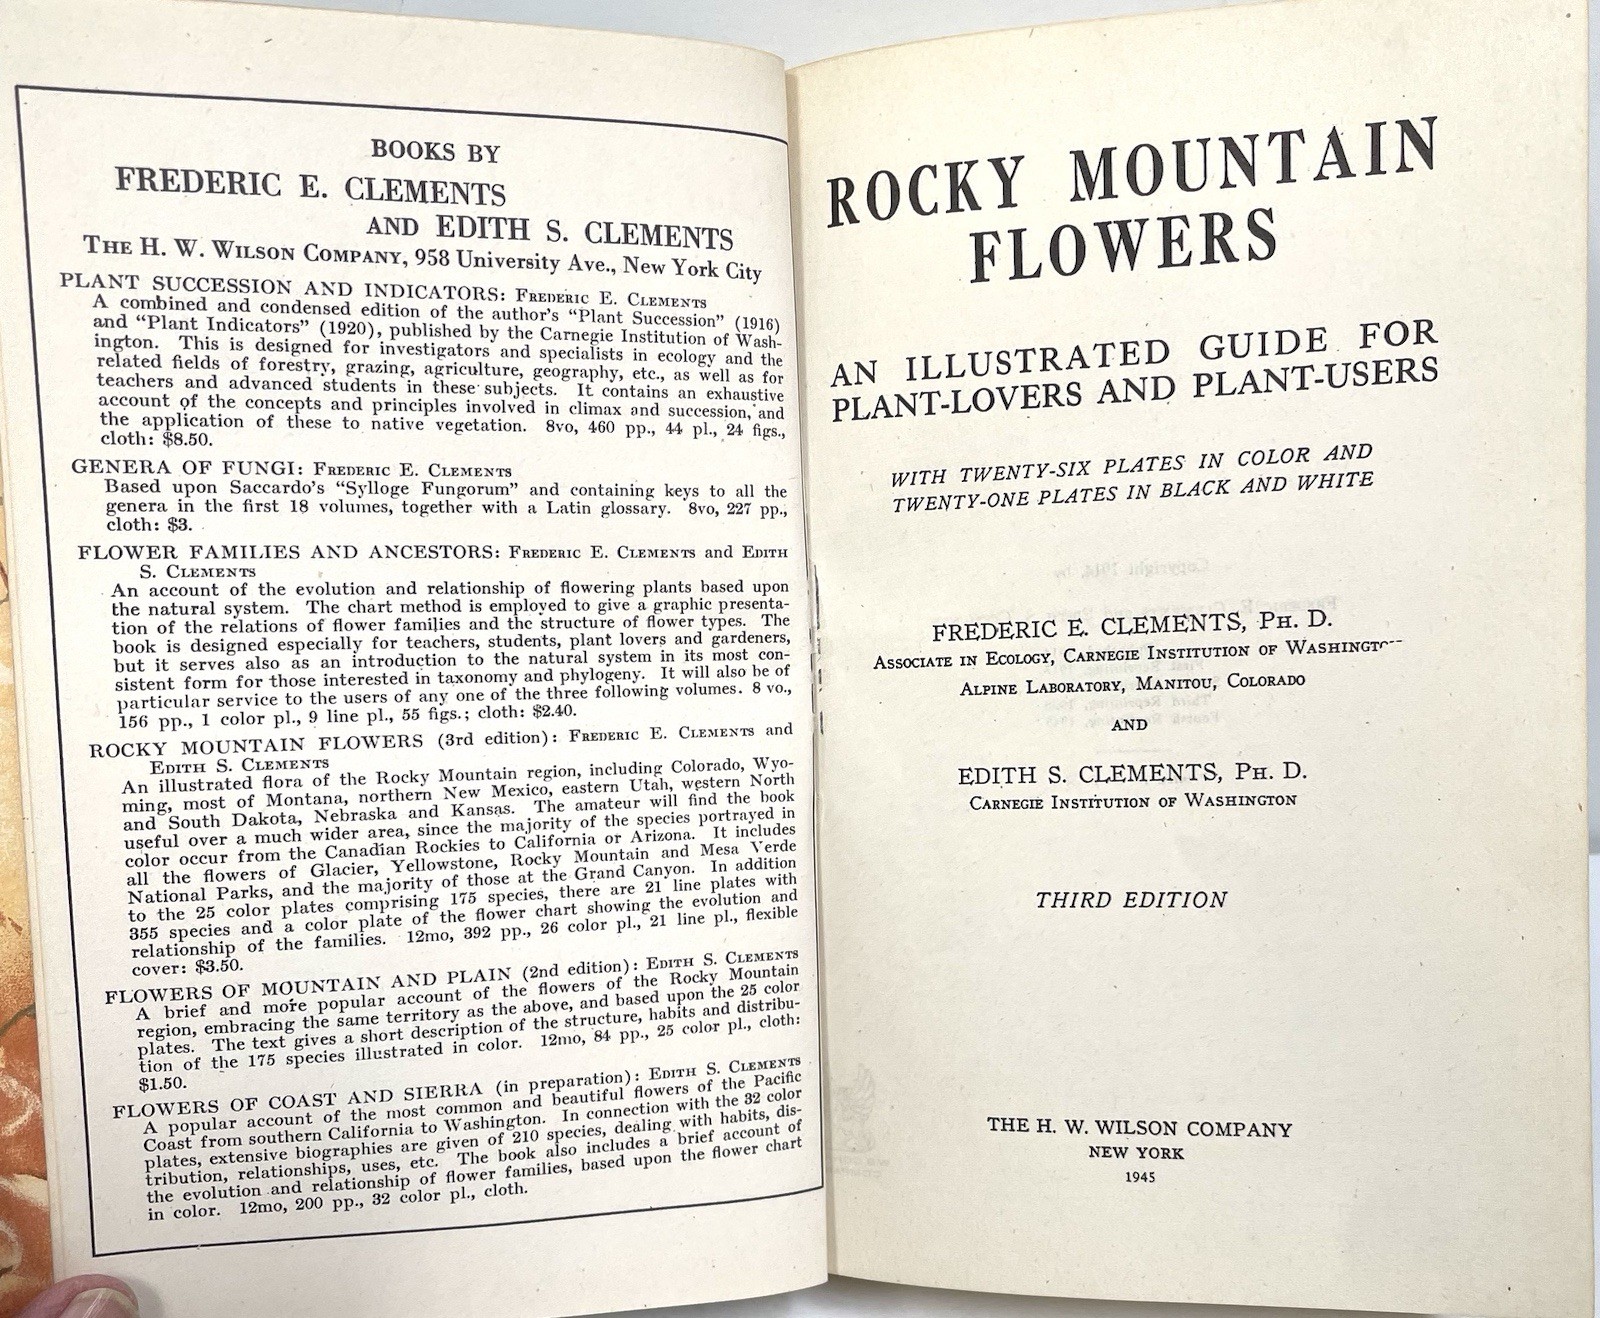 BOOKS BY
FREDERIC E. CLEMENTS
AND EDITH S. CLEMENTS
THE H. W. WILSON COMPANY, 958 University Ave., New York City
PLANT SUCCESSION AND INDICATORS: FREDERIC E. CLEMENTS
A combined and condensed edition of the author's "Plant Succession" (1916)
and "Plant Indicators" (1920), published by the Carnegie Institution of Wash-
ington. This is designed for investigators and specialists in ecology and the
related fields of forestry, grazing, agriculture, geography, etc., as well as for
teachers and advanced students in these subjects. It contains an exhaustive
account of the concepts and principles involved in climax and succession, and
the application of these to native vegetation. 8vo, 460 pp., 44 pl., 24 figs.,
cloth: $8.50.
GENERA OF FUNGI: FREDERIC E. CLEMENTS
Based upon Saccardo's "Sylloge Fungorum" and containing keys to all the
genera in the first 18 volumes, together with a Latin glossary. 8vo, 227 pp.,
cloth: $3.
FLOWER FAMILIES AND ANCESTORS: FREDERIC E. CLEMENTS and EDITH
S. CLEMENTS
An account of the evolution and relationship of flowering plants based upon
the natural system. The chart method is employed to give a graphic presenta-
tion of the relations of flower families and the structure of flower types. The
book is designed especially for teachers, students, plant lovers and gardeners,
but it serves also as an introduction to the natural system in its most con-
sistent form for those interested in taxonomy and phylogeny. It will also be of
particular service to the users of any one of the three following volumes. 8 vo.,
156 pp., 1 color pl., 9 line pl., 55 figs.; cloth: $2.40.
ROCKY MOUNTAIN FLOWERS (3rd edition): FREDERIC E. CLEMENTS and
EDITH S. CLEMENTS
An illustrated flora of the Rocky Mountain region, including Colorado, Wyo-
ming, most of Montana, northern New Mexico, eastern Utah, western North
and South Dakota, Nebraska and Kansas. The amateur will find the book
useful over a much wider area, since the majority of the species portrayed in
color occur from the Canadian Rockies to California or Arizona. It includes
all the flowers of Glacier, Yellowstone, Rocky Mountain and Mesa Verde
National Parks, and the majority of those at the Grand Canyon. In addition
to the 25 color plates comprising 175 species, there are 21 line plates with
355 species and a color plate of the flower chart showing the evolution and
relationship of the families. 12mo, 392 pp., 26 color pl., 21 line pl., flexible
cover: $3.50.
FLOWERS OF MOUNTAIN AND PLAIN (2nd edition): EDITH S. CLEMENTS
A brief and more popular account of the flowers of the Rocky Mountain
region, embracing the same territory as the above, and based upon the 25 color
plates. The text gives a short description of the structure, habits and distribu-
tion of the 175 species illustrated in color. 12mo, 84 pp., 25 color pl., cloth:
$1.50.
FLOWERS OF COAST AND SIERRA (in preparation): EDITH S. CLEMENTS
A popular account of the most common and beautiful flowers of the Pacific
Coast from southern California to Washington. In connection with the 32 color
plates, extensive biographies are given of 210 species, dealing with habits, dis-
tribution, relationships, uses, etc. The book also includes a brief account of
the evolution and relationship of flower families, based upon the flower chart
in color. 12mo, 200 pp., 32 color pl., cloth.
ROCKY MOUNTAIN
FLOWERS
AN ILLUSTRATED GUIDE FOR
PLANT-LOVERS AND PLANT-USERS
WITH TWENTY-SIX PLATES IN COLOR AND
TWENTY-ONE PLATES IN BLACK AND WHITE
FREDERIC E. CLEMENTS, PH. D.
ASSOCIATE IN ECOLOGY, CARNEGIE INSTITUTION OF
ALPINE LABORATORY, MANITOU, COLORADO
AND
EDITH S. CLEMENTS, PH. D.
CARNEGIE INSTITUTION OF WASHINGTON
THIRD EDITION
THE H. W. WILSON COMPANY
NEW YORK
1945